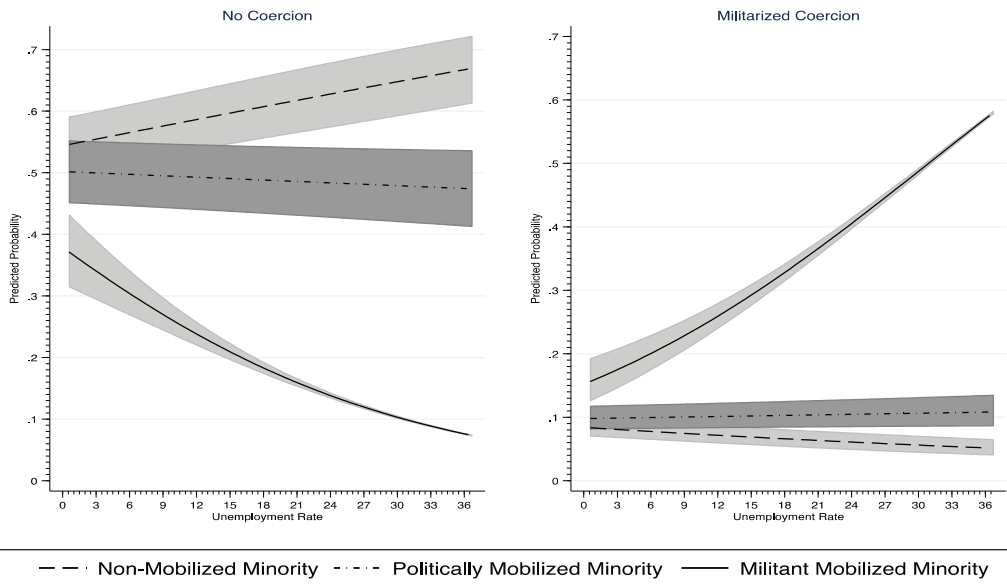 No Coercion
Predicted Probability
.7
.6
.5
.4
.3
.2
.1
0
0 3 6 9 12 15 18 21 24 27 30 33 36
Unemployment Rate
Militarized Coercion
Predicted Probability
.7
.6
.5
.4
.3
.2
.1
0
0 3 6 9 12 15 18 21 24 27 30 33 36
Unemployment Rate
Non-Mobilized Minority Politically Mobilized Minority Militant Mobilized Minority